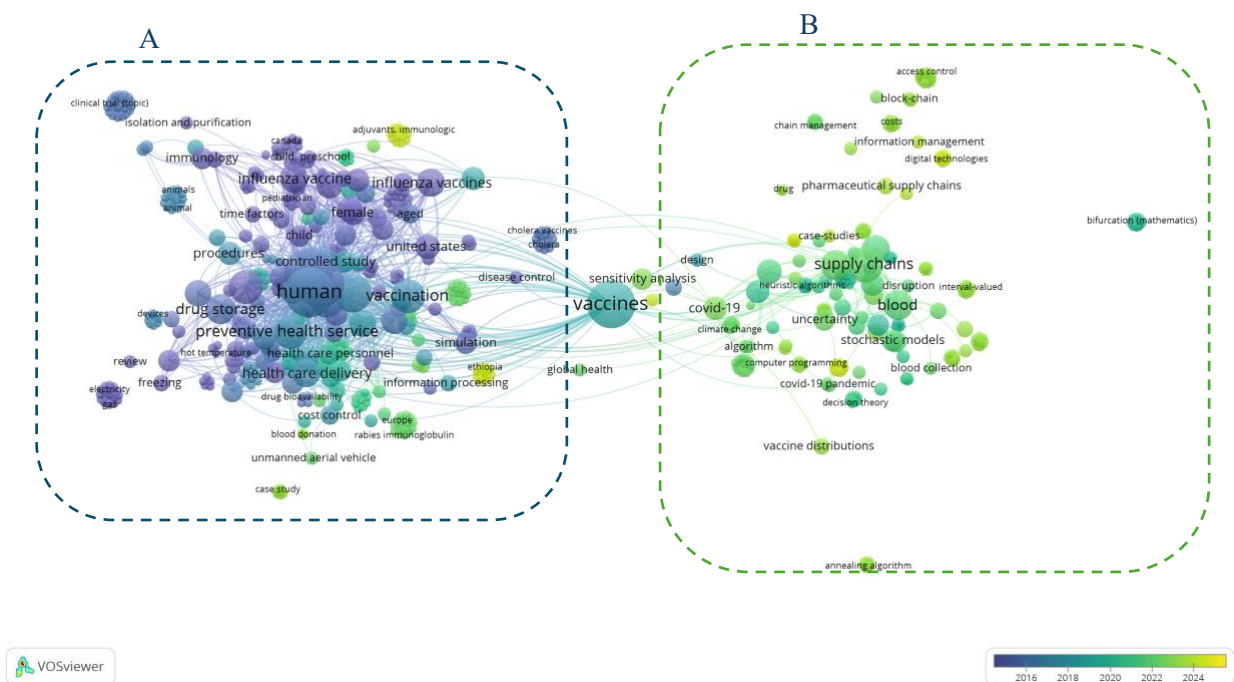 A
B
clinical trial (topic)
isolation and purification
canada
adjuvants, immunologic
immunology
child, preschool
influenza vaccine
influenza vaccines
animals
animal
pediatrician
time factors
female
aged
child
procedures
united states
cholera vaccines
cholera
controlled study
disease control
human
vaccination
drug storage
devices
preventive health service
simulation
review
hot temperature
health care personnel
freezing
health care delivery
ethiopia
information processing
electricity
gas
drug bioavailability
cost control
europe
blood donation
rabies immunoglobulin
unmanned aerial vehicle
case study
vaccines
sensitivity analysis
design
global health
access control
block-chain
chain management
costs
information management
digital technologies
drug
pharmaceutical supply chains
bifurcation (mathematics)
case-studies
supply chains
heuristic algorithms
disruption
interval-valued
covid-19
blood
uncertainty
climate change
stochastic models
algorithm
computer programming
blood collection
covid-19 pandemic
decision theory
vaccine distributions
annealing algorithm
VOSviewer
2016 2018 2020 2022 2024